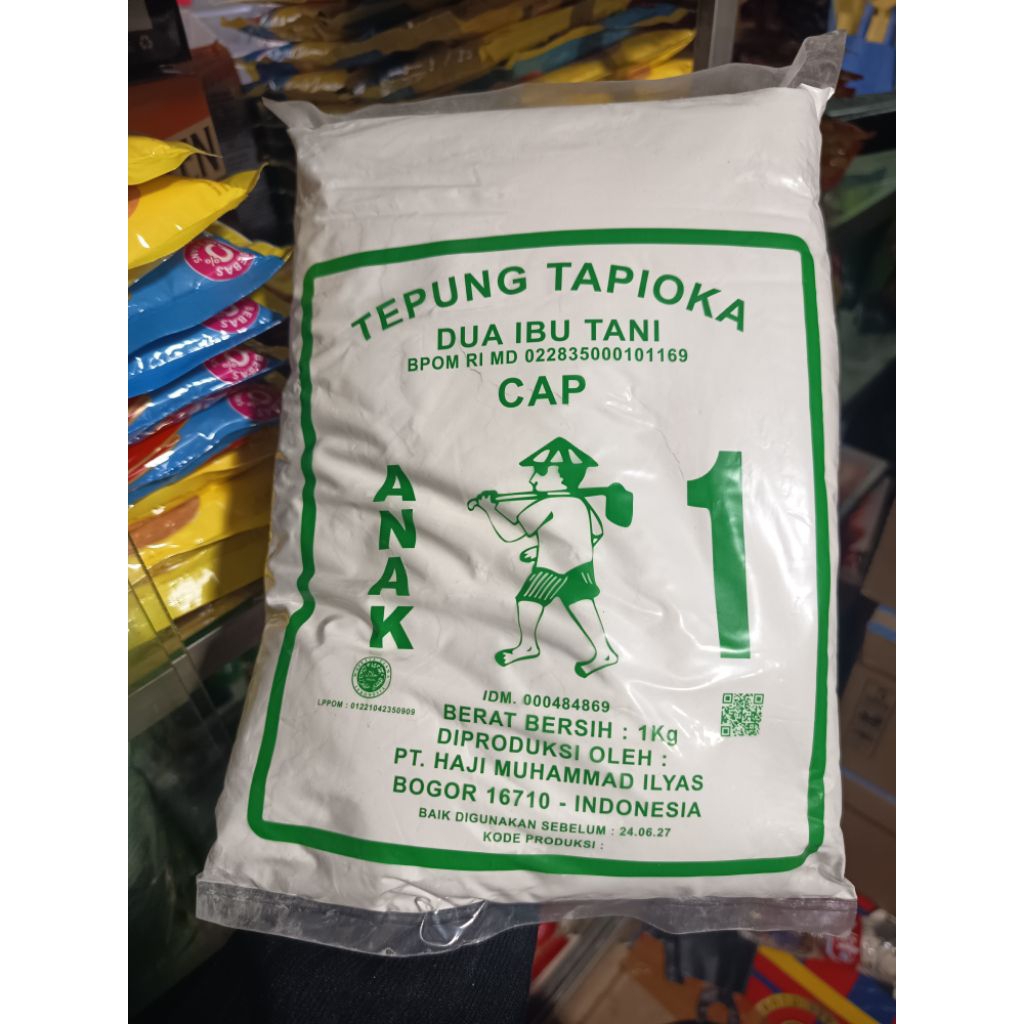 TEPUNG TAPIOKA
DUA IBU TANI
BPOM RI MD 022835000101169
CAP
ANAK
1
LPPOM : 01221042350909
IDM. 000484869
BERAT BERSIH : 1Kg
DIPRODUKSI OLEH :
PT. HAJI MUHAMMAD ILYAS
BOGOR 16710 - INDONESIA
BAIK DIGUNAKAN SEBELUM : 24.06.27
KODE PRODUKSI :